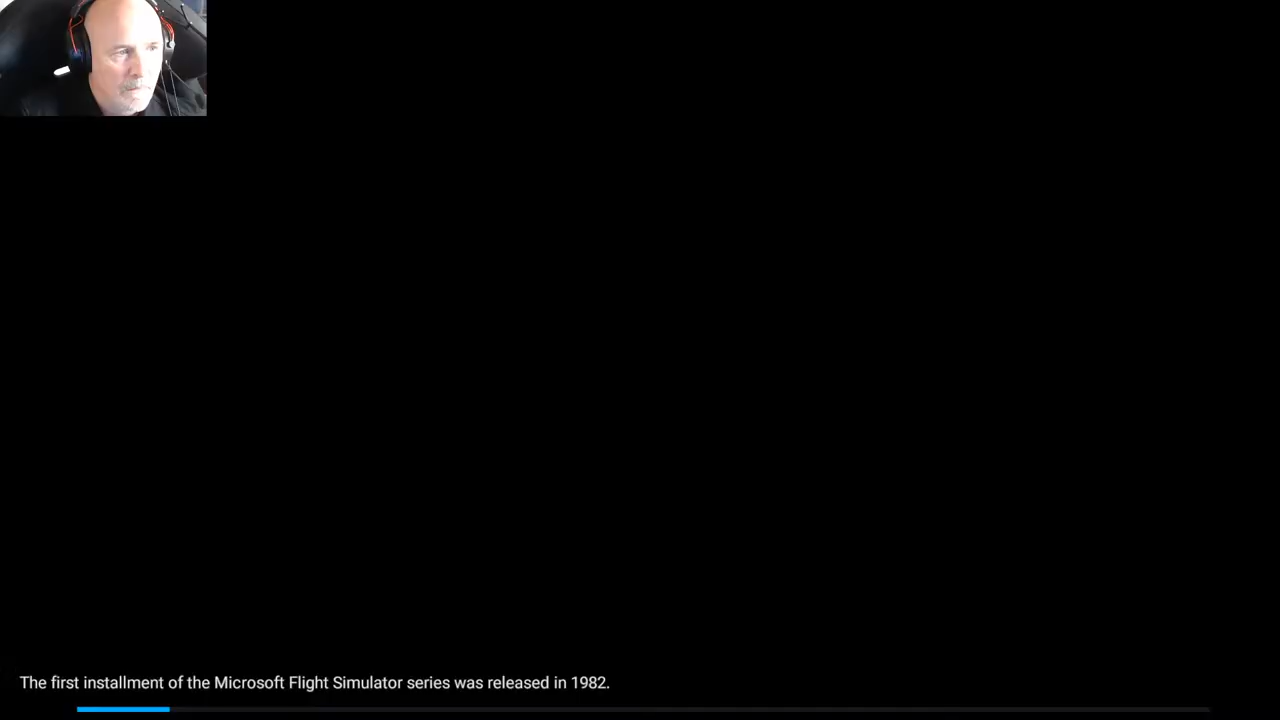 The first installment of the Microsoft Flight Simulator series was released in 1982.